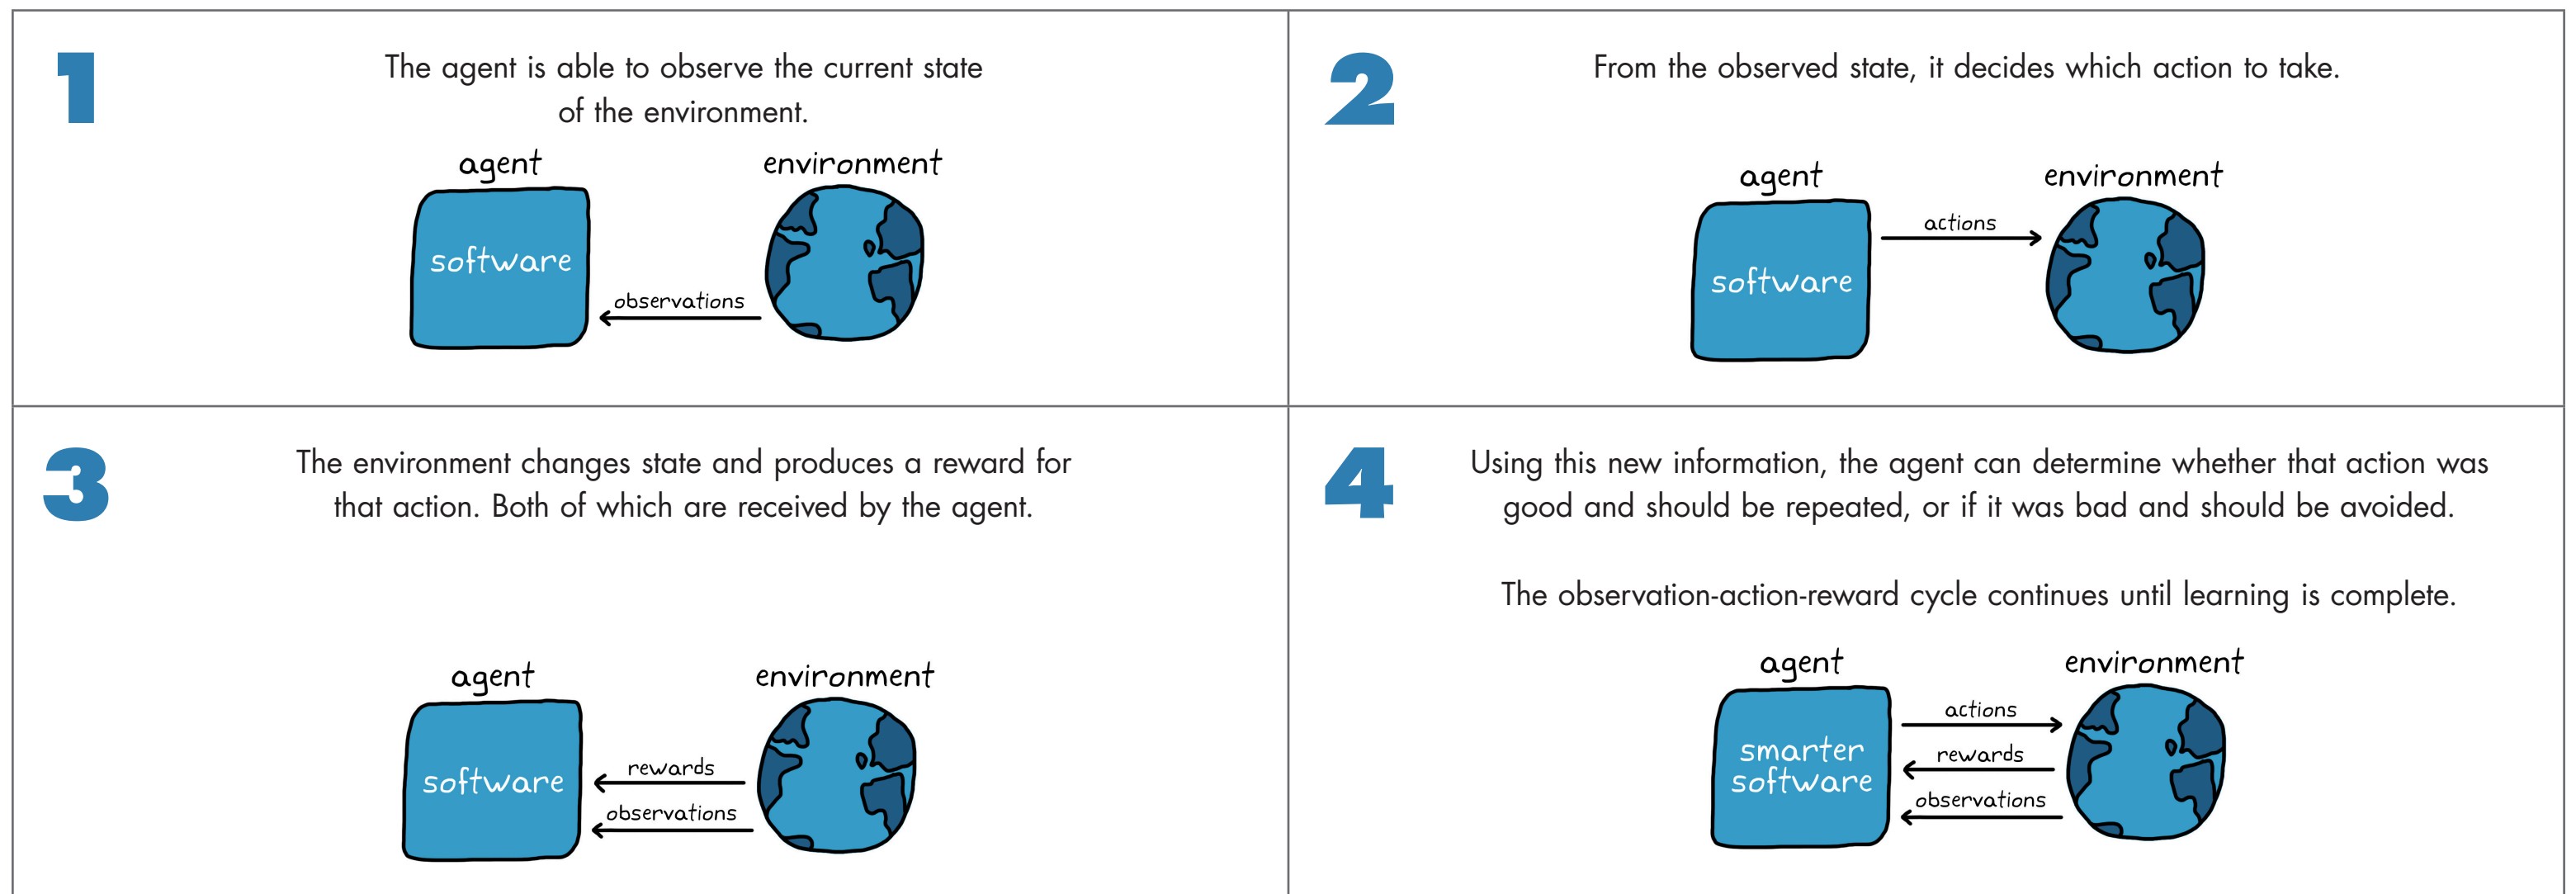 1
The agent is able to observe the current state
of the environment.
agent
environment
software
observations
2
From the observed state, it decides which action to take.
agent
environment
actions
software
3
The environment changes state and produces a reward for
that action. Both of which are received by the agent.
agent
environment
software
rewards
observations
4
Using this new information, the agent can determine whether that action was
good and should be repeated, or if it was bad and should be avoided.
The observation-action-reward cycle continues until learning is complete.
agent
environment
actions
smarter
software
rewards
observations